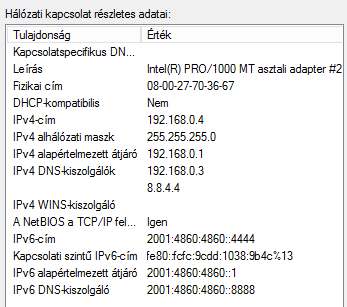 Hálózati kapcsolat részletes adatai:
Tulajdonság Érték
Kapcsolatspecifikus DN...
Leírás Intel(R) PRO/1000 MT asztali adapter #2
Fizikai cím 08-00-27-70-36-67
DHCP-kompatibilis Nem
IPv4-cím 192.168.0.4
IPv4 alhálózati maszk 255.255.255.0
IPv4 alapértelmezett átjáró 192.168.0.1
IPv4 DNS-kiszolgálók 192.168.0.3
8.8.4.4
IPv4 WINS-kiszolgáló
A NetBIOS a TCP/IP fel... Igen
IPv6-cím 2001:4860:4860::4444
Kapcsolati szintű IPv6-cím fe80::fcfc:9cdd:1038:9b4c%13
IPv6 alapértelmezett átjáró 2001:4860:4860::1
IPv6 DNS-kiszolgáló 2001:4860:4860::8888